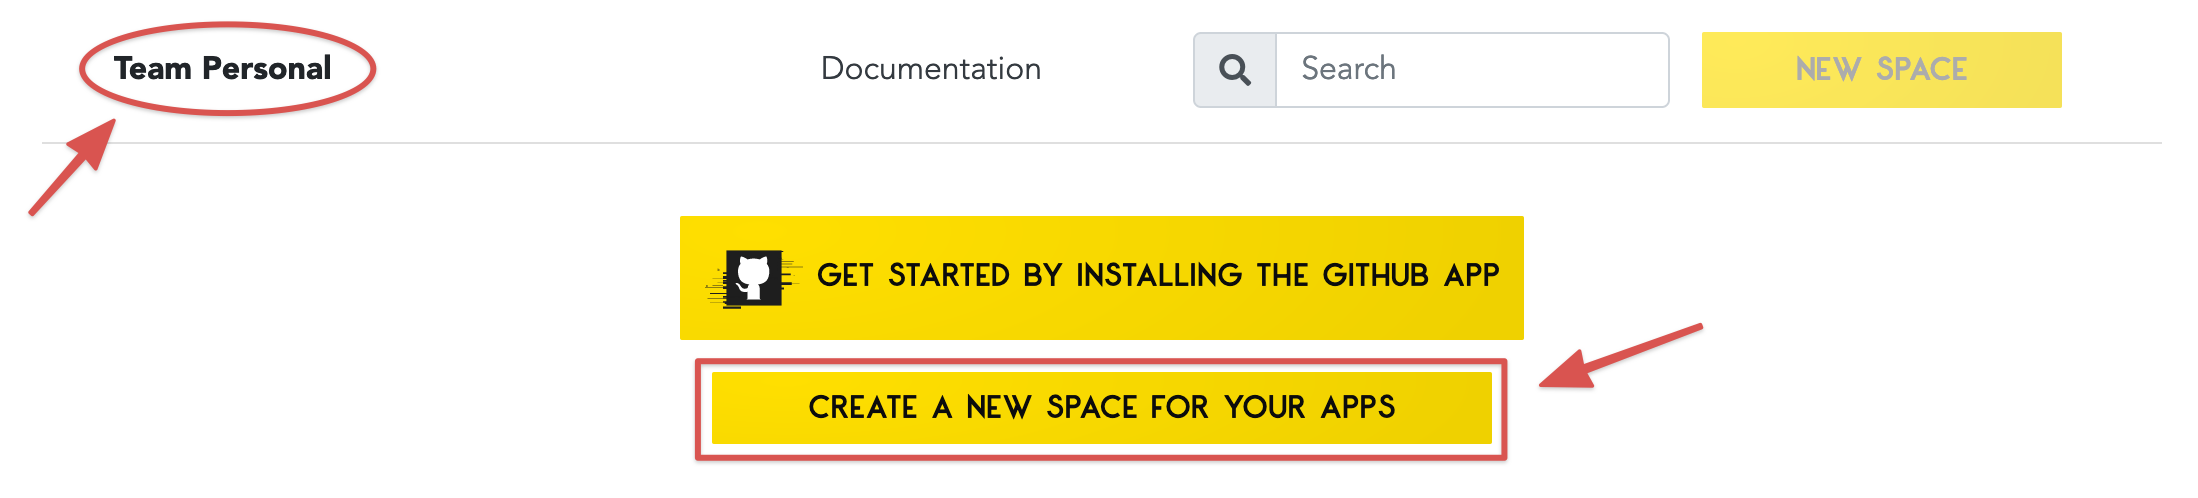 Team Personal
Documentation
Search
NEW SPACE
GET STARTED BY INSTALLING THE GITHUB APP
CREATE A NEW SPACE FOR YOUR APPS